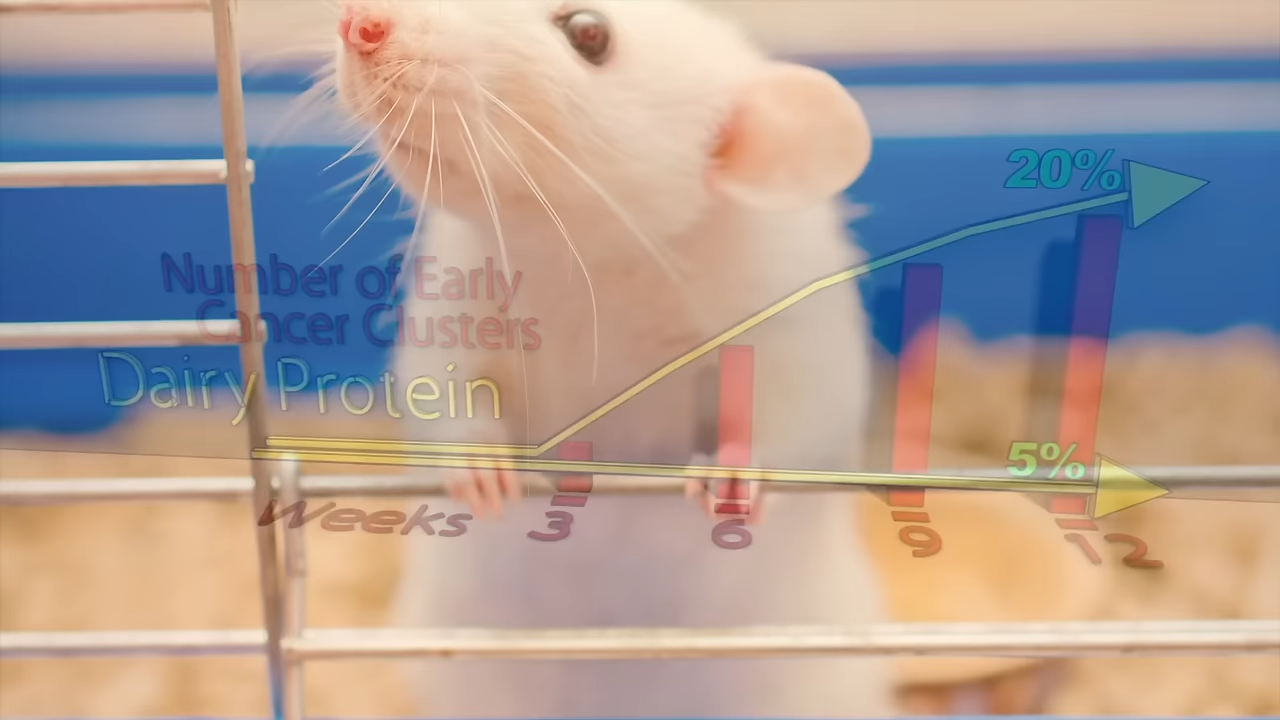 20%
Number of Early
Cancer Clusters
Dairy Protein
5%
Weeks 3 6 9 12